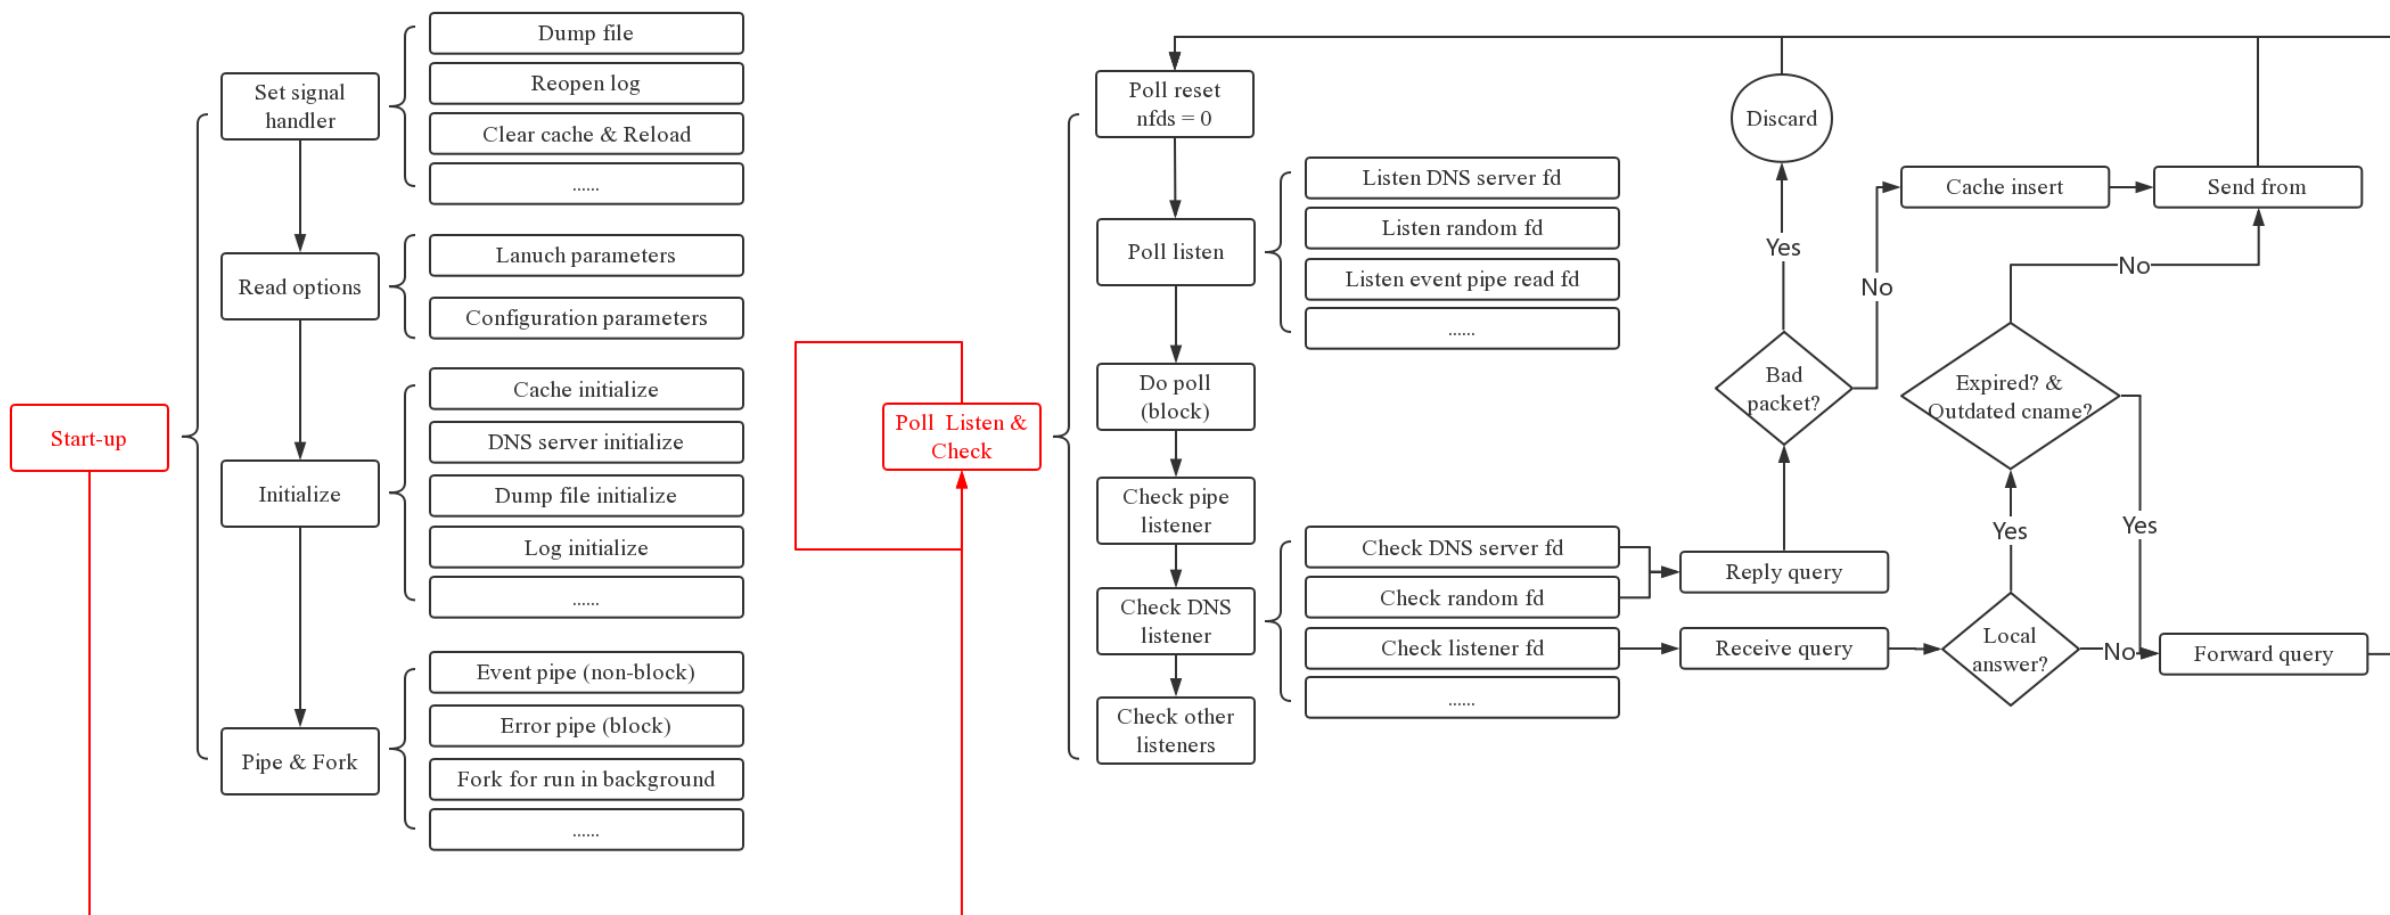 Start-up
Set signal
handler
Dump file
Reopen log
Clear cache & Reload
......
Read options
Lanuch parameters
Configuration parameters
Initialize
Cache initialize
DNS server initialize
Dump file initialize
Log initialize
......
Pipe & Fork
Event pipe (non-block)
Error pipe (block)
Fork for run in background
......
Poll Listen &
Check
Poll reset
nfds = 0
Poll listen
Listen DNS server fd
Listen random fd
Listen event pipe read fd
......
Do poll
(block)
Check pipe
listener
Check DNS
listener
Check DNS server fd
Check random fd
Check listener fd
......
Check other
listeners
Reply query
Bad
packet?
Yes
Discard
No
Cache insert
Send from
Receive query
Local
answer?
Yes
Expired? &
Outdated cname?
No
Yes
No
Forward query